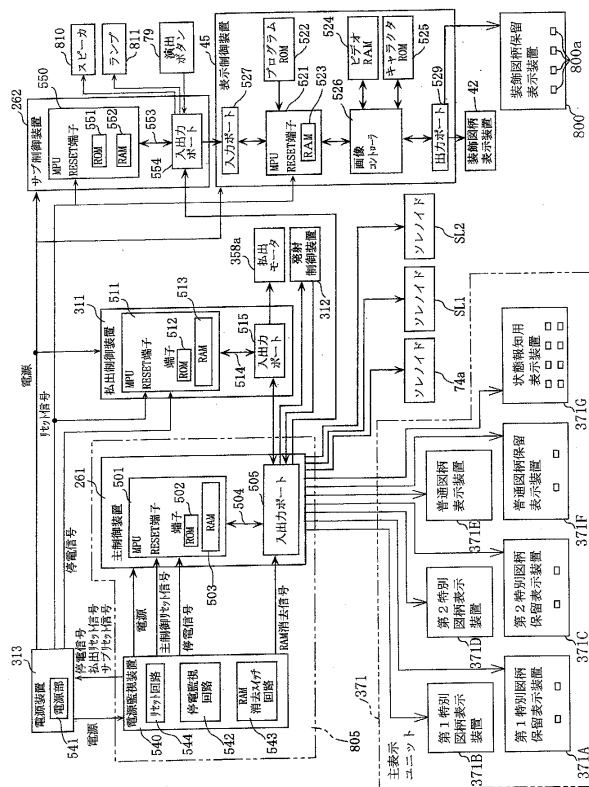 810
スピーカ
811
ランプ
79
演出ボタン
262
サブ制御装置
550
551
ROM
552
RAM
MPU
RESET端子
553
554
入出力ポート
45
表示制御装置
527
入力ポート
522
プログラムROM
521
MPU
RESET端子
523
RAM
524
ビデオRAM
525
キャラクタROM
526
画像コントローラ
529
出力ポート
装飾図柄保留表示装置
800a
800
42
装飾図柄表示装置
電源
リセット信号
停電信号
311
払出制御装置
511
MPU
RESET端子
端子
512
ROM
513
RAM
514
515
入出力ポート
358a
払出モータ
発射制御装置
312
313
電源装置
電源部
541
停電信号
払出リセット信号
サブリセット信号
電源
261
主制御装置
501
MPU
RESET端子
端子
502
ROM
RAM
503
504
505
入出力ポート
電源
主制御リセット信号
停電信号
RAM消去信号
電源監視装置
540
リセット回路
544
停電監視回路
542
RAM消去スイッチ回路
543
805
ソレノイド
74a
ソレノイド
SL1
ソレノイド
SL2
371
主表示ユニット
第1特別図柄表示装置
371B
第1特別図柄保留表示装置
371A
第2特別図柄表示装置
371D
第2特別図柄保留表示装置
371C
普通図柄表示装置
371E
普通図柄保留表示装置
371F
状態報知用表示装置
371G